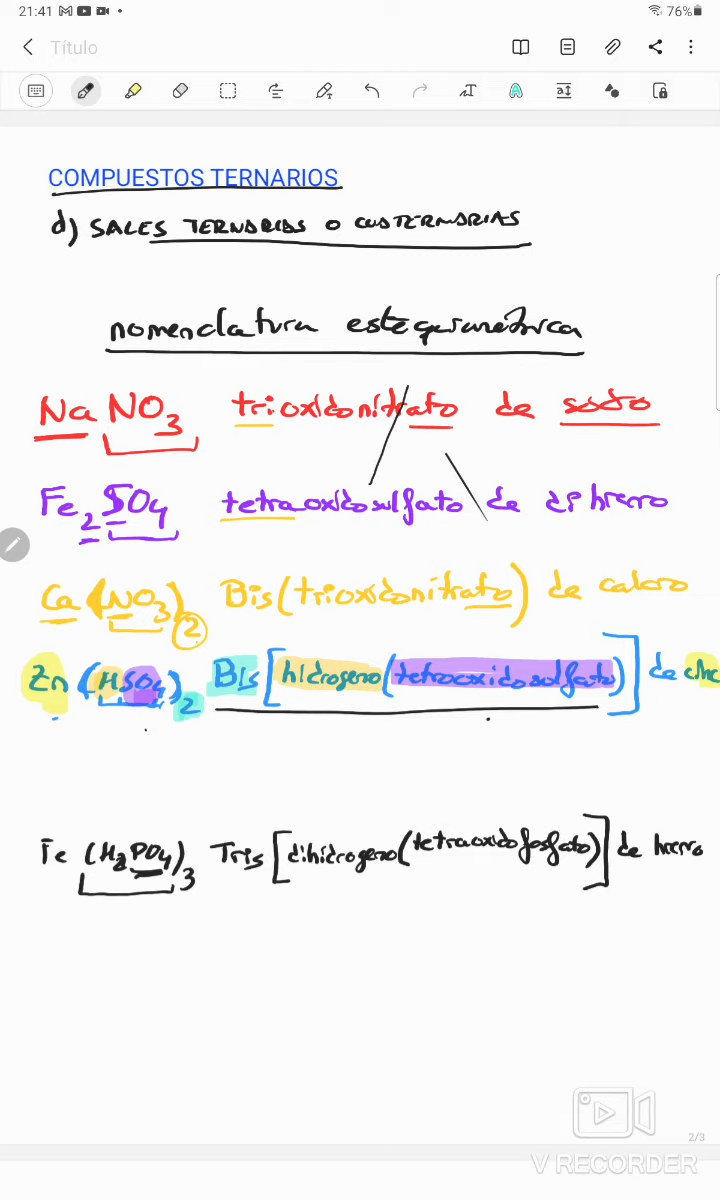 21:41 76%
Título
COMPUESTOS TERNARIOS
d) SALES TERNARIAS O CUATERNARIAS
nomenclatura estequiométrica
NaNO3 trioxidonitrato de sodio
Fe2SO4 tetraoxidosulfato de dihierro
Ca(NO3)2 Bis(trioxidonitrato) de calcio
Zn(HSO4)2 Bis[hidrogeno(tetraoxidosulfato)] de cinc
Fe(H2PO4)3 Tris[dihidrogeno(tetraoxidofosfato)] de hierro
2/3
V RECORDER